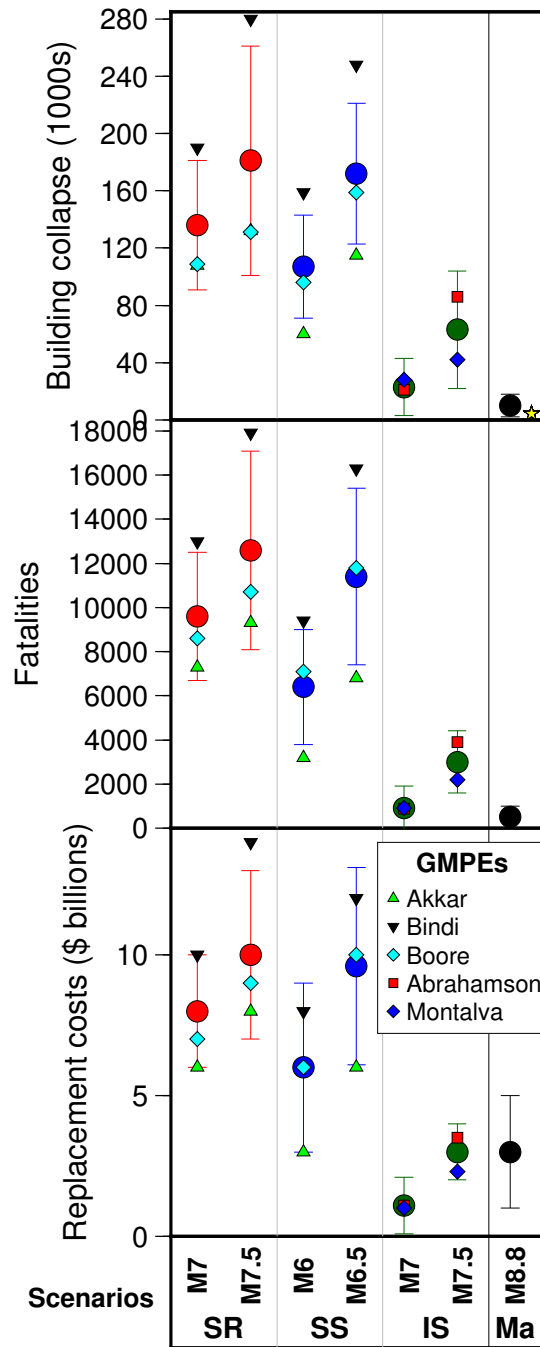 280
240
200
160
120
80
40
0
Building collapse (1000s)
18000
16000
14000
12000
10000
8000
6000
4000
2000
0
Fatalities
10
5
0
Replacement costs ($ billions)
GMPEs
Akkar
Bindi
Boore
Abrahamson
Montalva
Scenarios
M7
M7.5
M6
M6.5
M7
M7.5
M8.8
SR
SS
IS
Ma